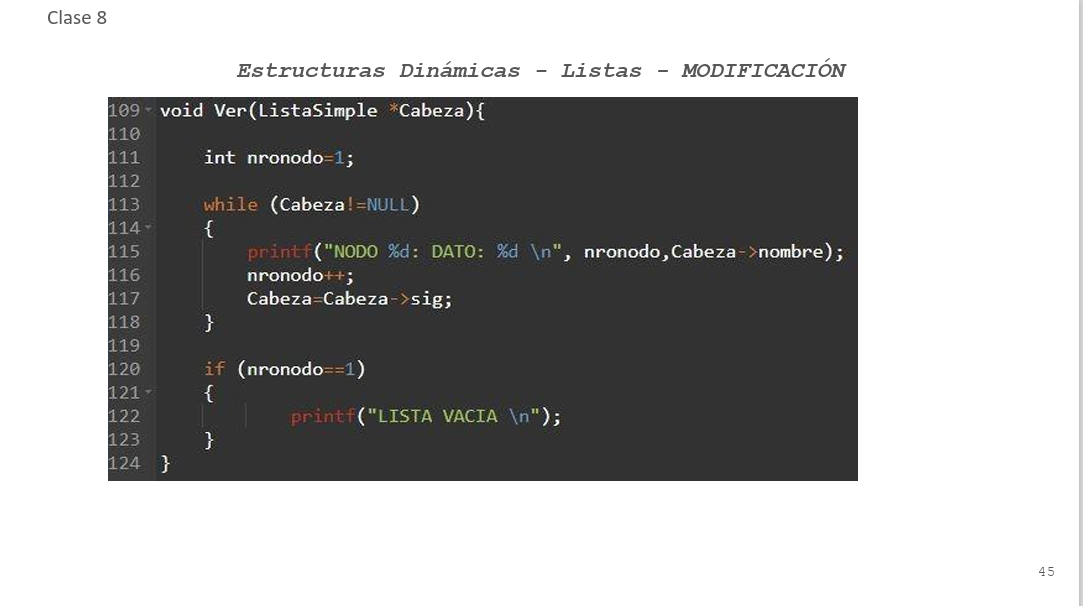 Clase 8
Estructuras Dinámicas - Listas - MODIFICACIÓN
109 void Ver(ListaSimple *Cabeza){
110
111 int nronodo=1;
112
113 while (Cabeza!=NULL)
114 {
115 printf("NODO %d: DATO: %d \n", nronodo,Cabeza->nombre);
116 nronodo++;
117 Cabeza=Cabeza->sig;
118 }
119
120 if (nronodo==1)
121 {
122 printf("LISTA VACIA \n");
123 }
124 }
45